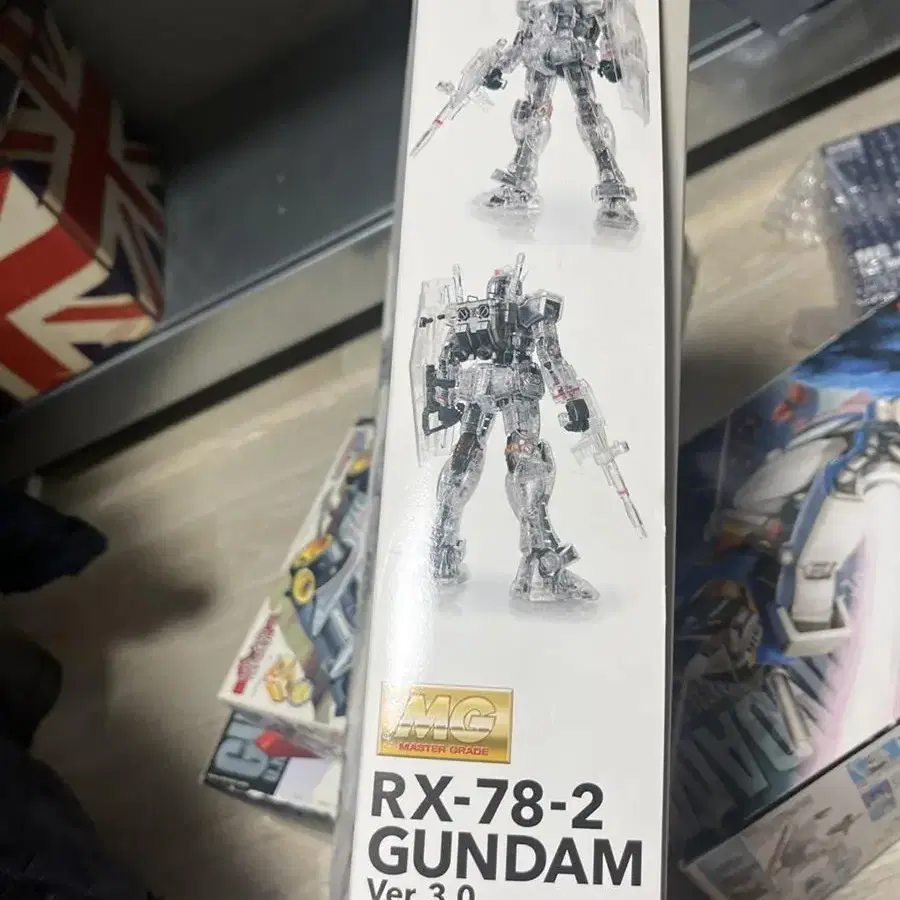 MG
MASTER GRADE
RX-78-2
GUNDAM
Ver. 3.0